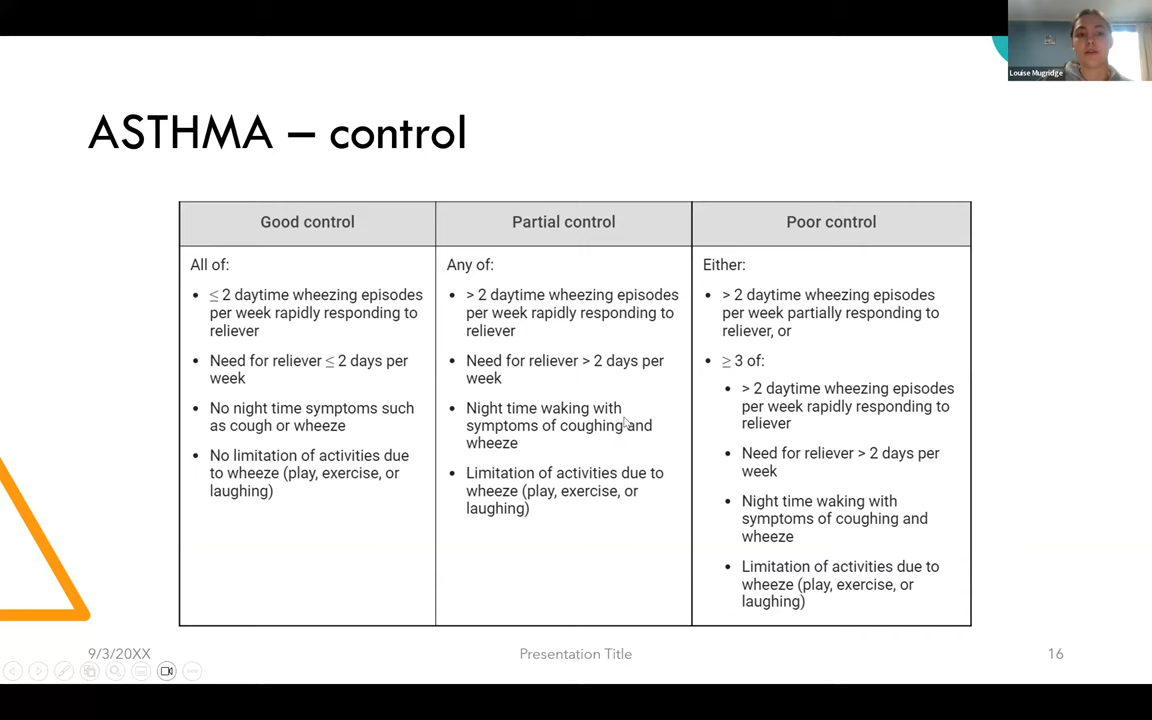 Louise Mugridge
ASTHMA – control
Good control
Partial control
Poor control
All of:
• ≤ 2 daytime wheezing episodes
per week rapidly responding to
reliever
• Need for reliever ≤ 2 days per
week
• No night time symptoms such
as cough or wheeze
• No limitation of activities due
to wheeze (play, exercise, or
laughing)
Any of:
• > 2 daytime wheezing episodes
per week rapidly responding to
reliever
• Need for reliever > 2 days per
week
• Night time waking with
symptoms of coughing and
wheeze
• Limitation of activities due to
wheeze (play, exercise, or
laughing)
Either:
• > 2 daytime wheezing episodes
per week partially responding to
reliever, or
• ≥ 3 of:
• > 2 daytime wheezing episodes
per week rapidly responding to
reliever
• Need for reliever > 2 days per
week
• Night time waking with
symptoms of coughing and
wheeze
• Limitation of activities due to
wheeze (play, exercise, or
laughing)
9/3/20XX
Presentation Title
16